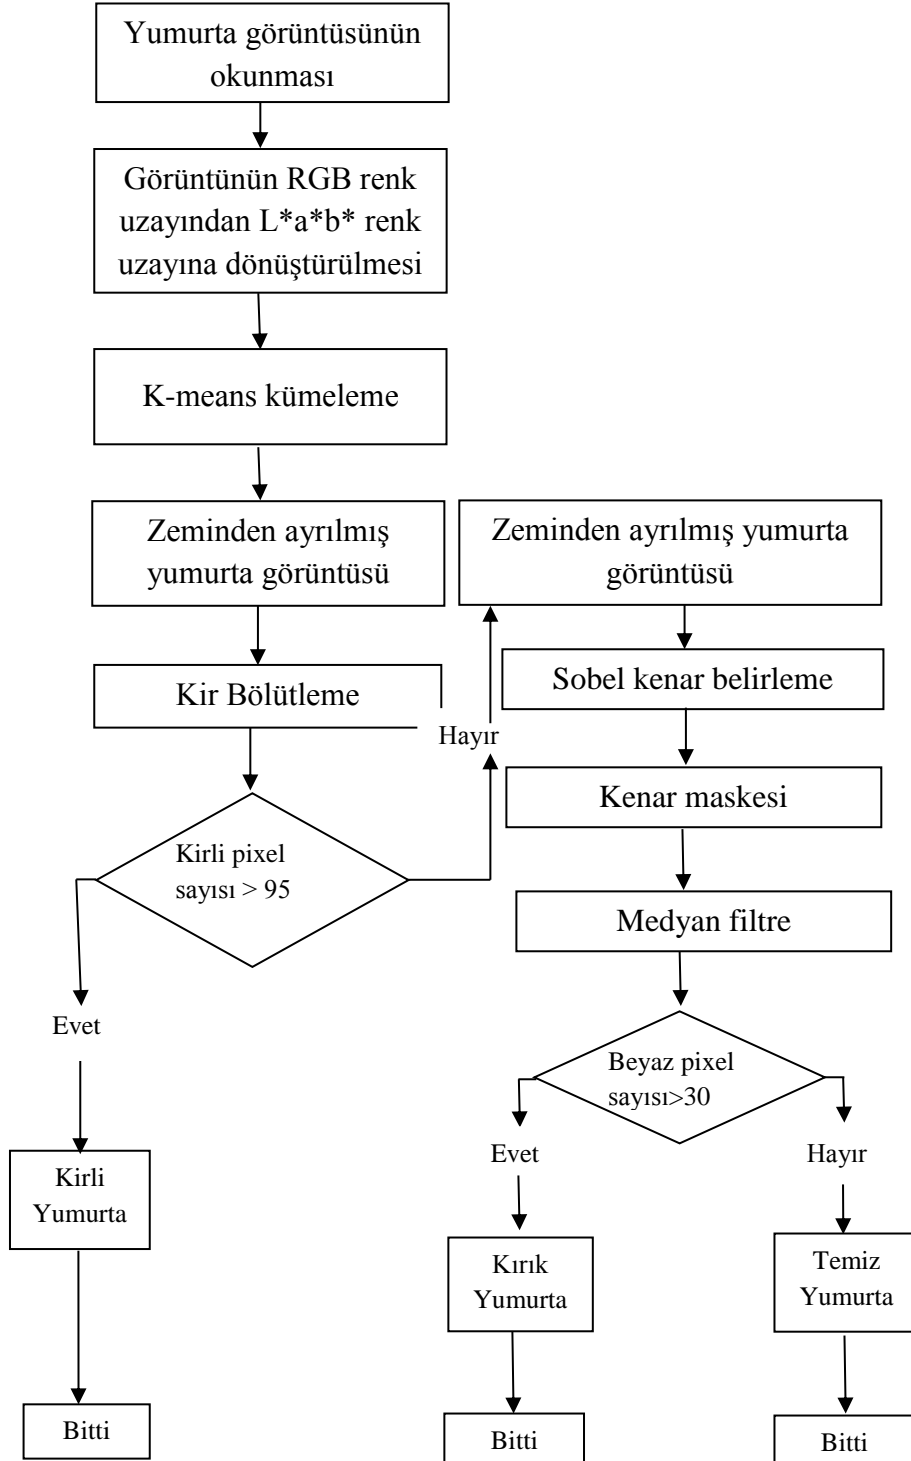 Yumurta görüntüsünün
okunması
Görüntünün RGB renk
uzayından L*a*b* renk
uzayına dönüştürülmesi
K-means kümeleme
Zeminden ayrılmış
yumurta görüntüsü
Kir Bölütleme
Kirli pixel
sayısı > 95
Evet
Kirli
Yumurta
Bitti
Hayır
Zeminden ayrılmış yumurta
görüntüsü
Sobel kenar belirleme
Kenar maskesi
Medyan filtre
Beyaz pixel
sayısı>30
Evet
Kırık
Yumurta
Bitti
Hayır
Temiz
Yumurta
Bitti